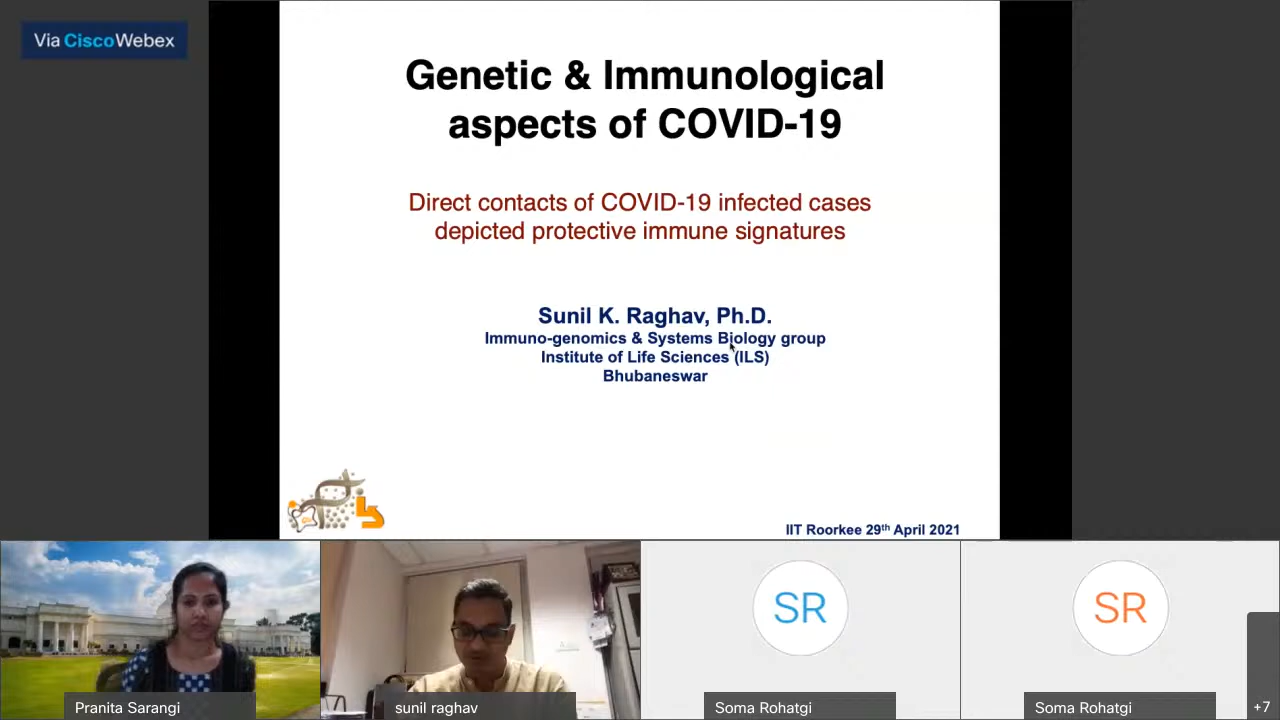 Via CiscoWebex
Genetic & Immunological
aspects of COVID-19
Direct contacts of COVID-19 infected cases
depicted protective immune signatures
Sunil K. Raghav, Ph.D.
Immuno-genomics & Systems Biology group
Institute of Life Sciences (ILS)
Bhubaneswar
IIT Roorkee 29th April 2021
SR
SR
Pranita Sarangi
sunil raghav
Soma Rohatgi
Soma Rohatgi
+7